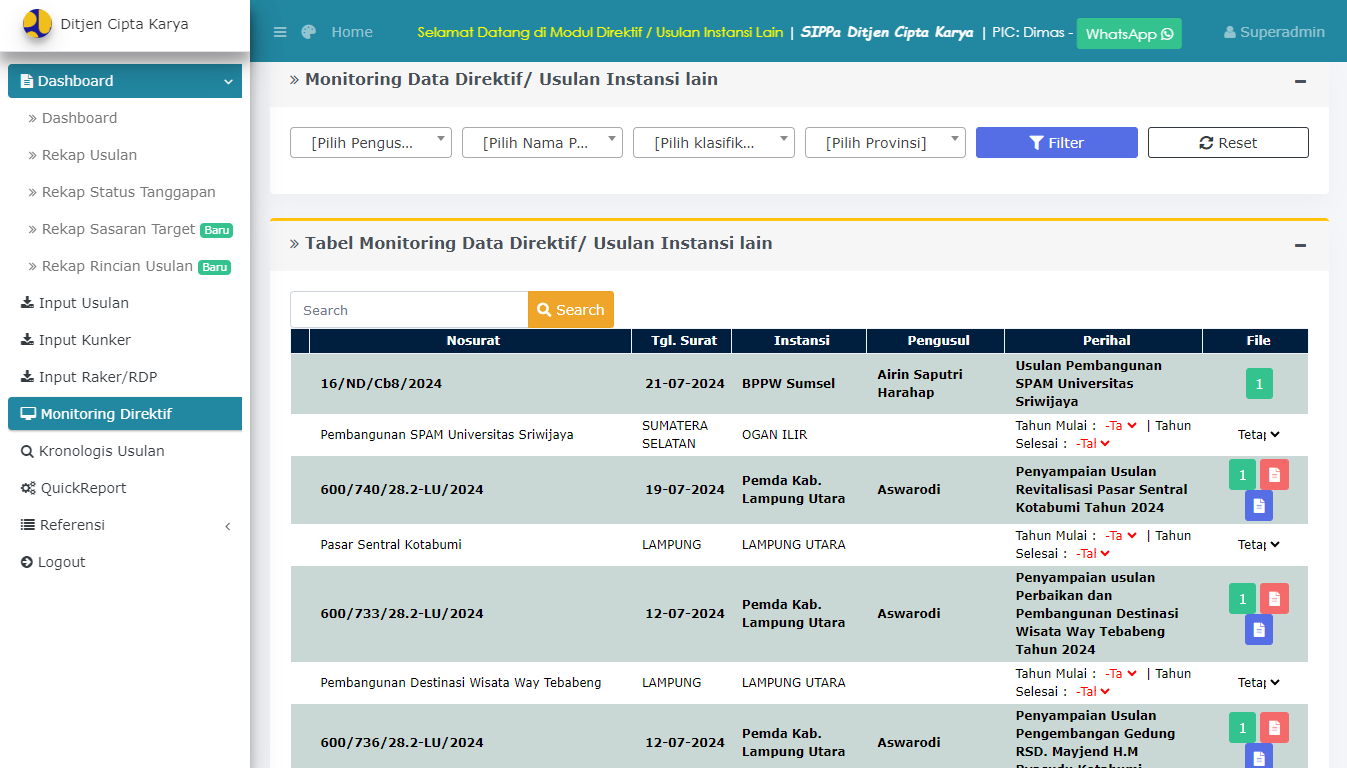 Ditjen Cipta Karya
Home
Selamat Datang di Modul Direktif / Usulan Instansi Lain | SIPPa Ditjen Cipta Karya | PIC: Dimas - WhatsApp
Superadmin
Dashboard
» Dashboard
» Rekap Usulan
» Rekap Status Tanggapan
» Rekap Sasaran Target Baru
» Rekap Rincian Usulan Baru
Input Usulan
Input Kunker
Input Raker/RDP
Monitoring Direktif
Kronologis Usulan
QuickReport
Referensi
Logout
» Monitoring Data Direktif/ Usulan Instansi lain
[Pilih Pengus... [Pilih Nama P... [Pilih klasifik... [Pilih Provinsi] Filter Reset
» Tabel Monitoring Data Direktif/ Usulan Instansi lain
Search Search
Nosurat Tgl. Surat Instansi Pengusul Perihal File
16/ND/Cb8/2024 21-07-2024 BPPW Sumsel
Airin Saputri
Harahap
Usulan Pembangunan
SPAM Universitas
Sriwijaya
1
Pembangunan SPAM Universitas Sriwijaya
SUMATERA
SELATAN
OGAN ILIR
Tahun Mulai : -Ta | Tahun
Selesai : -Tal
Tetap
600/740/28.2-LU/2024 19-07-2024
Pemda Kab.
Lampung Utara
Aswarodi
Penyampaian Usulan
Revitalisasi Pasar Sentral
Kotabumi Tahun 2024
1
Pasar Sentral Kotabumi LAMPUNG LAMPUNG UTARA
Tahun Mulai : -Ta | Tahun
Selesai : -Tal
Tetap
600/733/28.2-LU/2024 12-07-2024
Pemda Kab.
Lampung Utara
Aswarodi
Penyampaian usulan
Perbaikan dan
Pembangunan Destinasi
Wisata Way Tebabeng
Tahun 2024
1
Pembangunan Destinasi Wisata Way Tebabeng LAMPUNG LAMPUNG UTARA
Tahun Mulai : -Ta | Tahun
Selesai : -Tal
Tetap
600/736/28.2-LU/2024 12-07-2024
Pemda Kab.
Lampung Utara
Aswarodi
Penyampaian Usulan
Pengembangan Gedung
RSD. Mayjend H.M
1